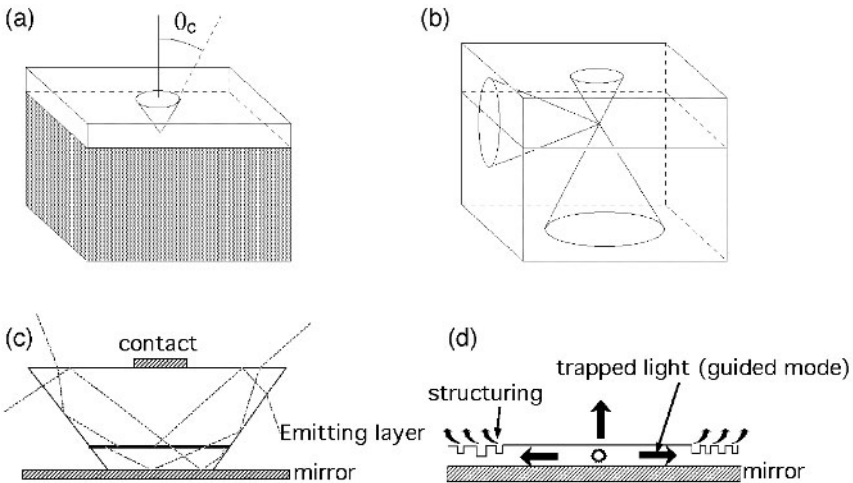 (a)
θc
(b)
(c)
contact
Emitting layer
mirror
(d)
trapped light (guided mode)
structuring
mirror